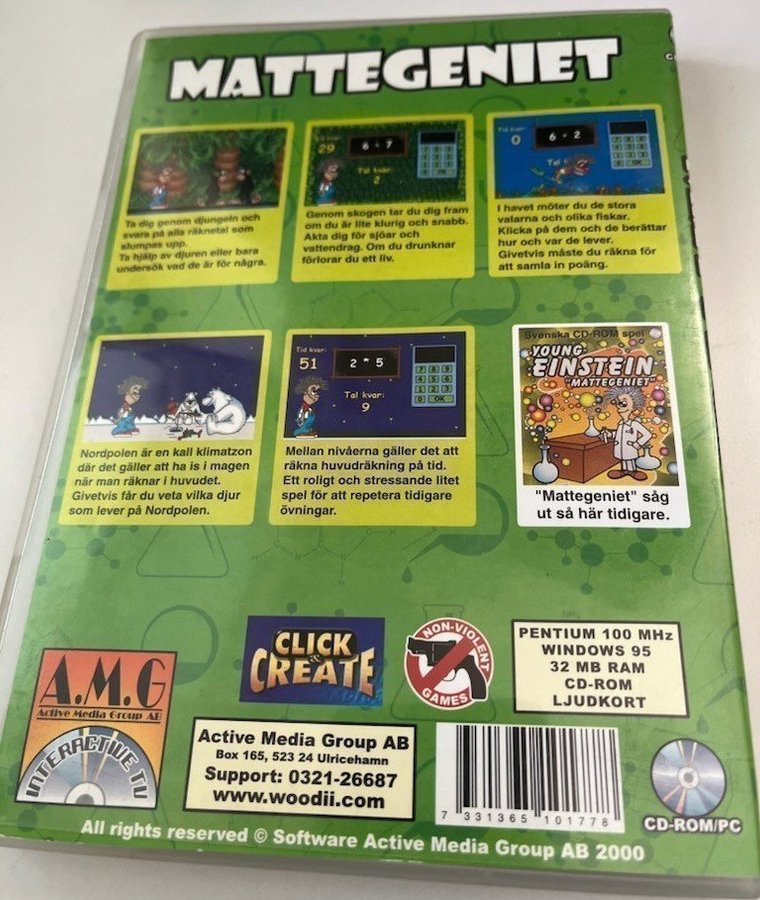 MATTEGENIET
Ta dig genom djungeln och
svara på alla räknetal som
slumpas upp.
Ta hjälp av djuren eller bara
undersök vad de är för några.
29
6 + 7
Tal kvar:
2
Genom skogen tar du dig fram
om du är lite klurig och snabb.
Akta dig för sjöar och
vattendrag. Om du drunknar
förlorar du ett liv.
Tid kvar:
0
6 + 2
Tal
I havet möter du de stora
valarna och olika fiskar.
Klicka på dem och de berättar
hur och var de lever.
Givetvis måste du räkna för
att samla in poäng.
Nordpolen är en kall klimatzon
där det gäller att ha is i magen
när man räknar i huvudet.
Givetvis får du veta vilka djur
som lever på Nordpolen.
Tid kvar:
51
2 * 5
Tal kvar:
9
7 8 9
4 5 6
1 2 3
0 OK
Mellan nivåerna gäller det att
räkna huvudräkning på tid.
Ett roligt och stressande litet
spel för att repetera tidigare
övningar.
Svenska CD-ROM spel
YOUNG
EINSTEIN
"MATTEGENIET"
"Mattegeniet" såg
ut så här tidigare.
A.M.G
Active Media Group AB
INTERACTIVE TV
CLICK
&
CREATE
NON-VIOLENT
GAMES
PENTIUM 100 MHz
WINDOWS 95
32 MB RAM
CD-ROM
LJUDKORT
Active Media Group AB
Box 165, 523 24 Ulricehamn
Support: 0321-26687
www.woodii.com
7 331365 101778
CD-ROM/PC
All rights reserved © Software Active Media Group AB 2000